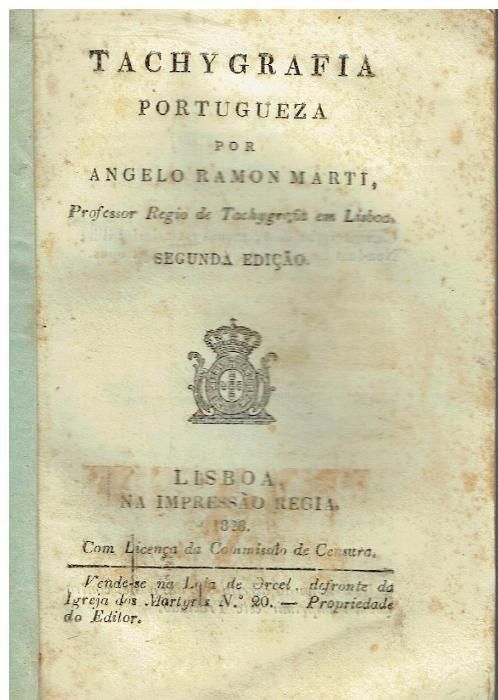 TACHYGRAFIA
PORTUGUEZA
POR
ANGELO RAMON MARTÍ,
Professor Regio de Tachygrafia em Lisboa.
SEGUNDA EDIÇÃO.
LISBOA,
NA IMPRESSÃO REGIA.
1828.
Com Licença da Commissão de Censura.
Vende-se na Loja de Orcel, defronte da
Igreja dos Martyres N.º 20. — Propriedade
do Editor.